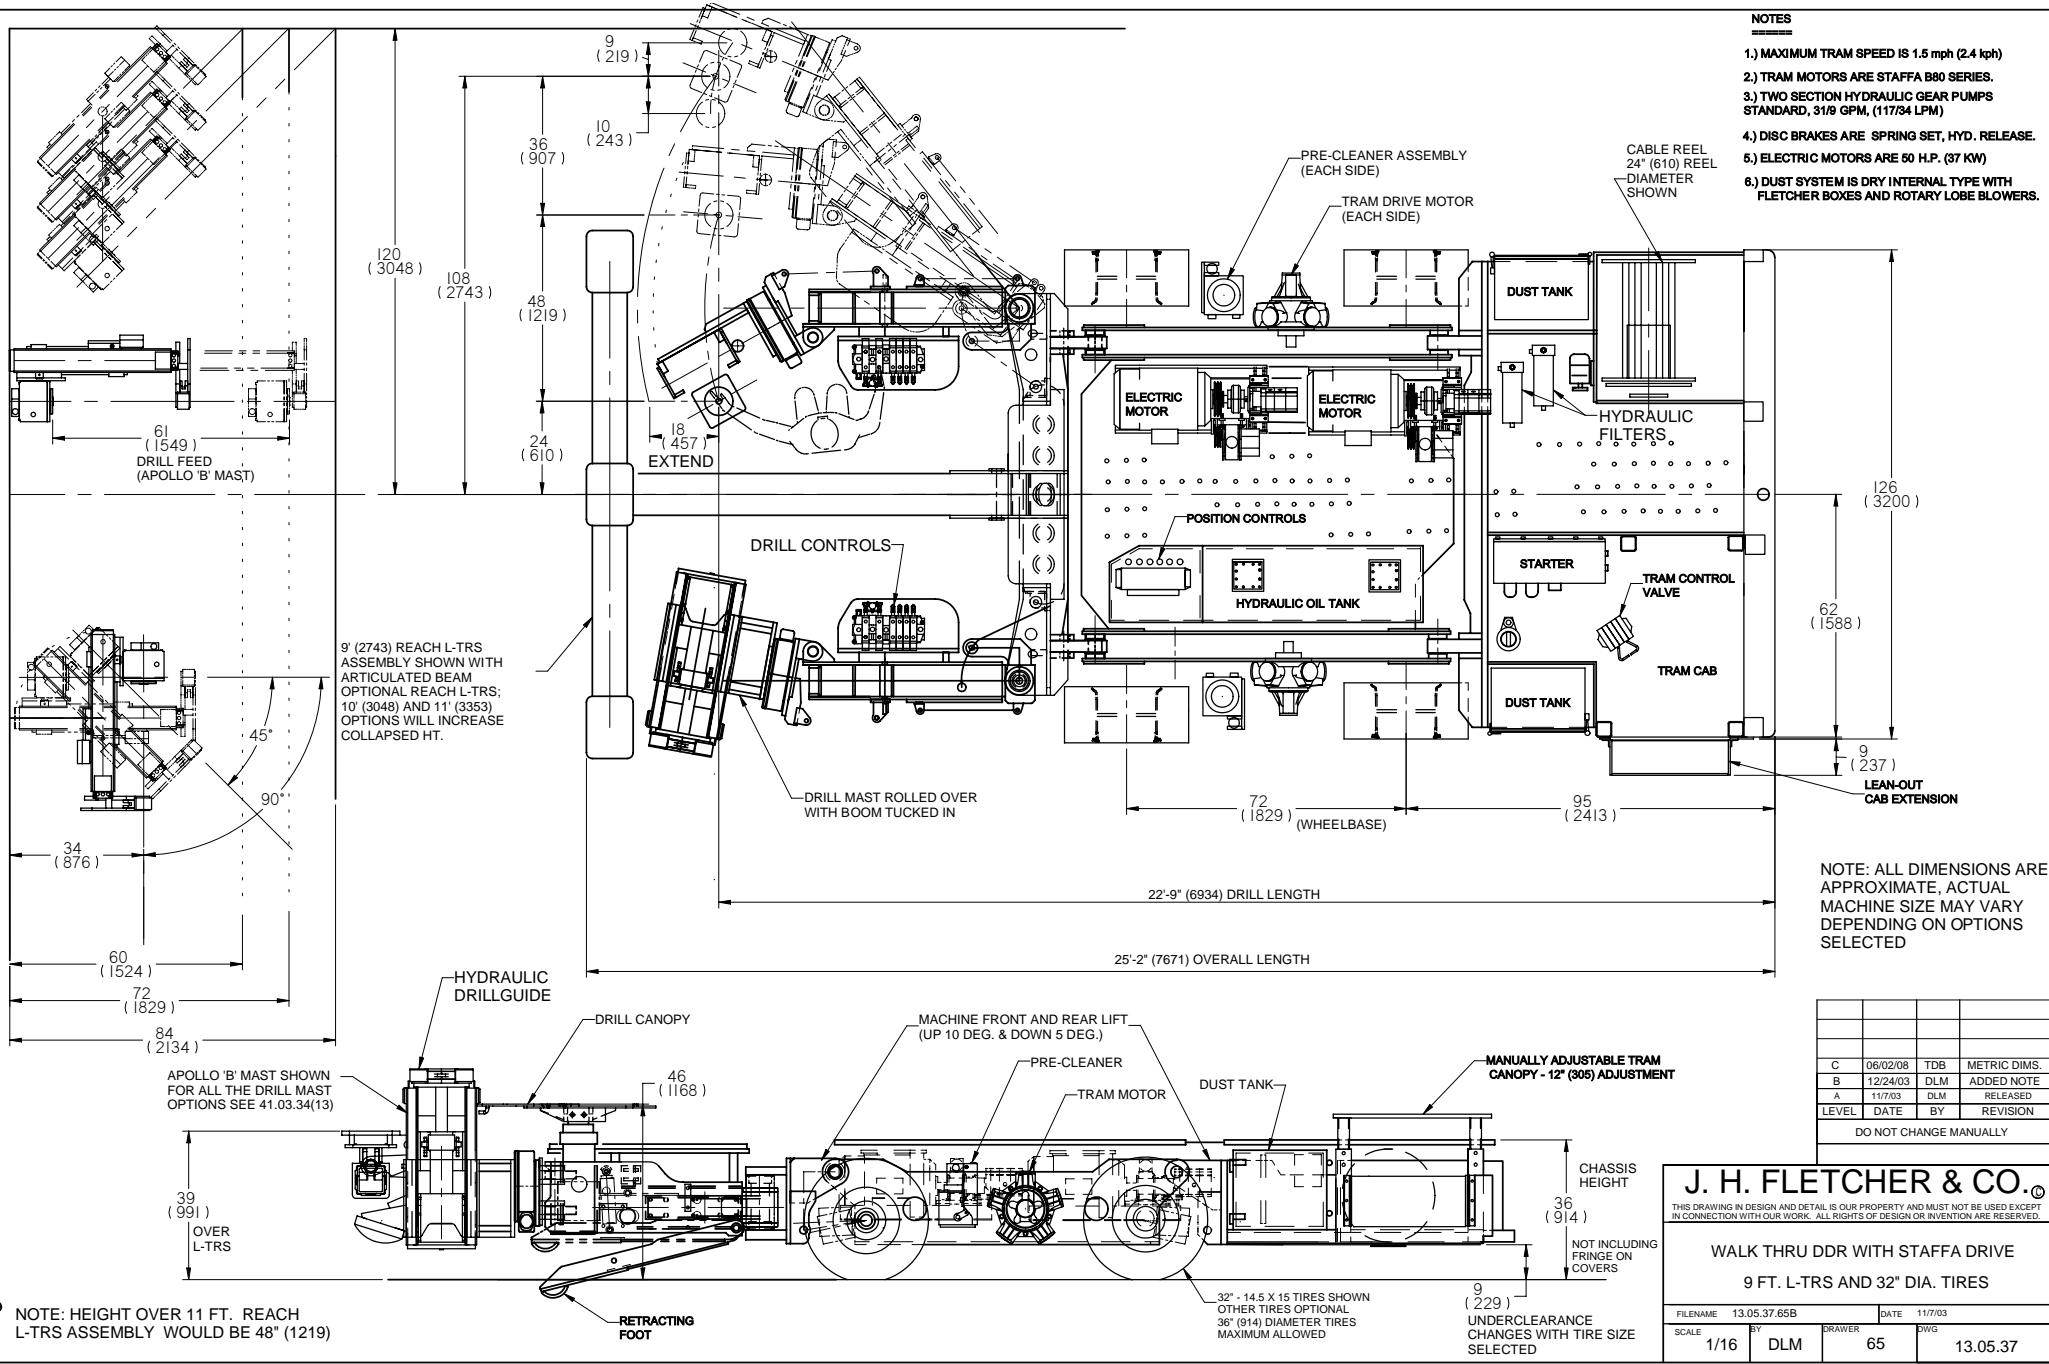 NOTES
======
1.) MAXIMUM TRAM SPEED IS 1.5 mph (2.4 kph)
2.) TRAM MOTORS ARE STAFFA B80 SERIES.
3.) TWO SECTION HYDRAULIC GEAR PUMPS
STANDARD, 31/9 GPM, (117/34 LPM)
4.) DISC BRAKES ARE SPRING SET, HYD. RELEASE.
5.) ELECTRIC MOTORS ARE 50 H.P. (37 KW)
6.) DUST SYSTEM IS DRY INTERNAL TYPE WITH
FLETCHER BOXES AND ROTARY LOBE BLOWERS.
9
(219)
10
(243)
36
(907)
120
(3048)
108
(2743)
48
(1219)
24
(610)
18
(457)
EXTEND
61
(1549)
DRILL FEED
(APOLLO 'B' MAST)
PRE-CLEANER ASSEMBLY
(EACH SIDE)
TRAM DRIVE MOTOR
(EACH SIDE)
CABLE REEL
24" (610) REEL
DIAMETER
SHOWN
DUST TANK
ELECTRIC
MOTOR
ELECTRIC
MOTOR
HYDRAULIC
FILTERS
126
(3200)
62
(1588)
POSITION CONTROLS
DRILL CONTROLS
HYDRAULIC OIL TANK
STARTER
TRAM CONTROL
VALVE
TRAM CAB
DUST TANK
9
(237)
LEAN-OUT
CAB EXTENSION
9' (2743) REACH L-TRS
ASSEMBLY SHOWN WITH
ARTICULATED BEAM
OPTIONAL REACH L-TRS;
10' (3048) AND 11' (3353)
OPTIONS WILL INCREASE
COLLAPSED HT.
45°
90°
DRILL MAST ROLLED OVER
WITH BOOM TUCKED IN
72
(1829)
(WHEELBASE)
95
(2413)
34
(876)
22'-9" (6934) DRILL LENGTH
25'-2" (7671) OVERALL LENGTH
NOTE: ALL DIMENSIONS ARE
APPROXIMATE, ACTUAL
MACHINE SIZE MAY VARY
DEPENDING ON OPTIONS
SELECTED
60
(1524)
72
(1829)
84
(2134)
HYDRAULIC
DRILLGUIDE
DRILL CANOPY
MACHINE FRONT AND REAR LIFT
(UP 10 DEG. & DOWN 5 DEG.)
PRE-CLEANER
TRAM MOTOR
DUST TANK
MANUALLY ADJUSTABLE TRAM
CANOPY - 12" (305) ADJUSTMENT
APOLLO 'B' MAST SHOWN
FOR ALL THE DRILL MAST
OPTIONS SEE 41.03.34(13)
46
(1168)
39
(991)
OVER
L-TRS
CHASSIS
HEIGHT
36
(914)
NOT INCLUDING
FRINGE ON
COVERS
9
(229)
UNDERCLEARANCE
CHANGES WITH TIRE SIZE
SELECTED
32" - 14.5 X 15 TIRES SHOWN
OTHER TIRES OPTIONAL
36" (914) DIAMETER TIRES
MAXIMUM ALLOWED
RETRACTING
FOOT
NOTE: HEIGHT OVER 11 FT. REACH
L-TRS ASSEMBLY WOULD BE 48" (1219)
C 06/02/08 TDB METRIC DIMS.
B 12/24/03 DLM ADDED NOTE
A 11/7/03 DLM RELEASED
LEVEL DATE BY REVISION
DO NOT CHANGE MANUALLY
J. H. FLETCHER & CO. ©
THIS DRAWING IN DESIGN AND DETAIL IS OUR PROPERTY AND MUST NOT BE USED EXCEPT
IN CONNECTION WITH OUR WORK. ALL RIGHTS OF DESIGN OR INVENTION ARE RESERVED.
WALK THRU DDR WITH STAFFA DRIVE
9 FT. L-TRS AND 32" DIA. TIRES
FILENAME 13.05.37.65B DATE 11/7/03
SCALE 1/16 BY DLM DRAWER 65 DWG 13.05.37